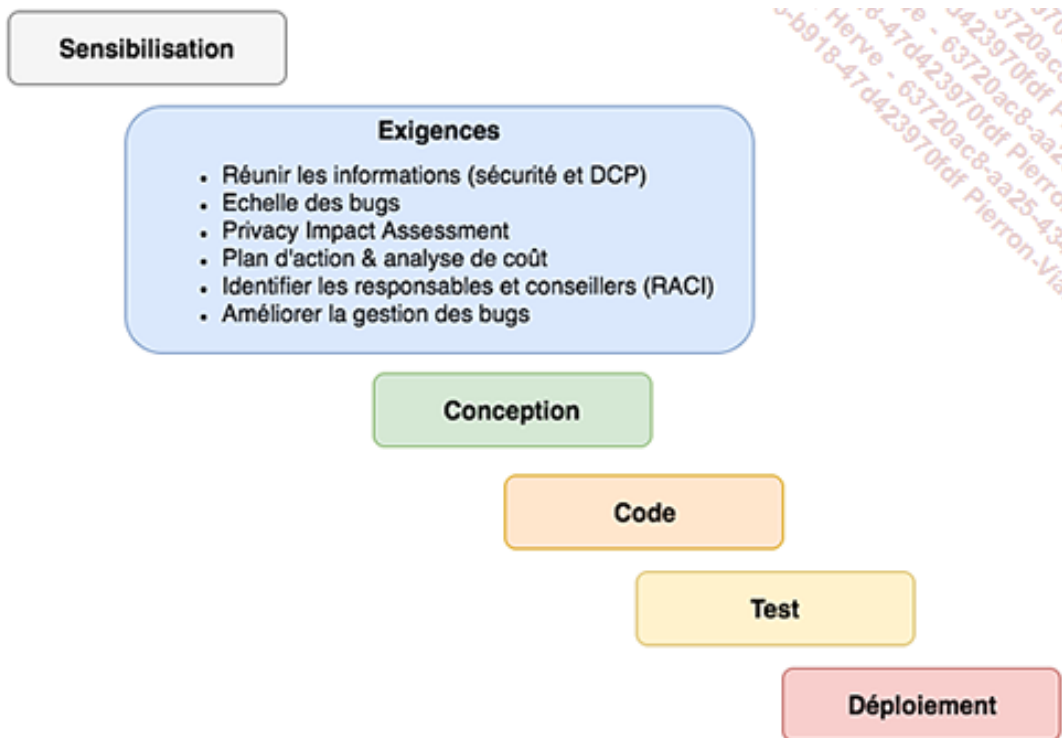 Sensibilisation
Exigences
• Réunir les informations (sécurité et DCP)
• Echelle des bugs
• Privacy Impact Assessment
• Plan d'action & analyse de coût
• Identifier les responsables et conseillers (RACI)
• Améliorer la gestion des bugs
Conception
Code
Test
Déploiement